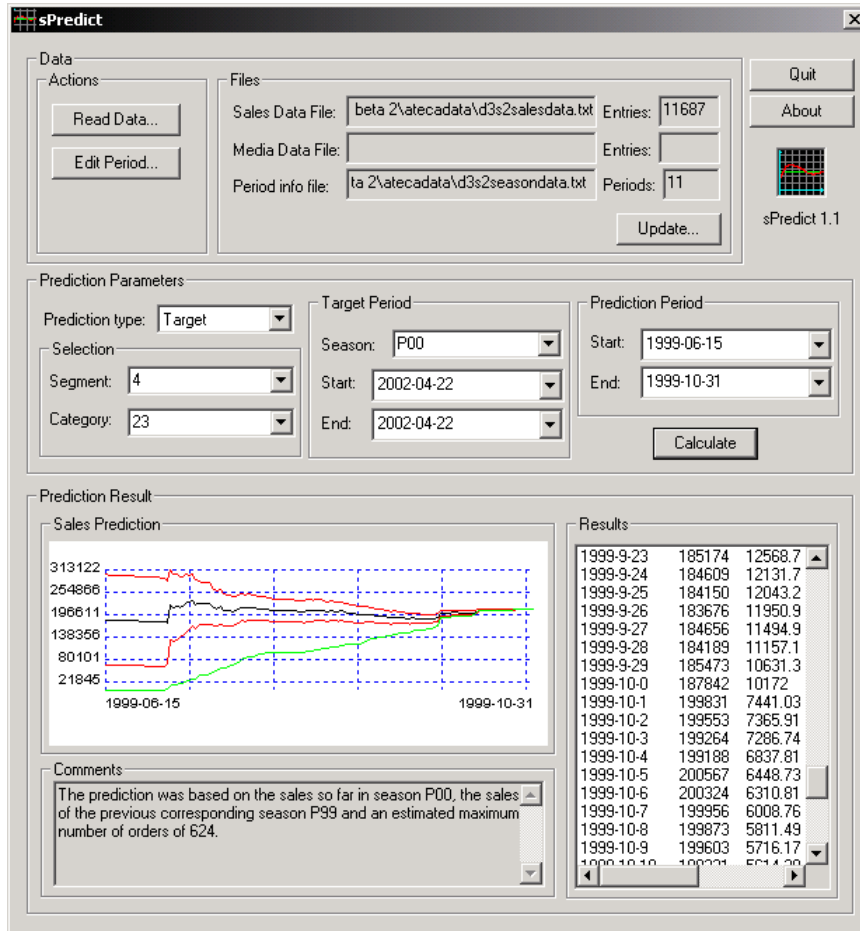 sPredict
Data
Actions
Read Data...
Edit Period...
Files
Sales Data File: beta 2\atecadata\d3s2salesdata.txt Entries: 11687
Media Data File: Entries:
Period info file: ta 2\atecadata\d3s2seasondata.txt Periods: 11
Update...
Quit
About
sPredict 1.1
Prediction Parameters
Prediction type: Target
Selection
Segment: 4
Category: 23
Target Period
Season: P00
Start: 2002-04-22
End: 2002-04-22
Prediction Period
Start: 1999-06-15
End: 1999-10-31
Calculate
Prediction Result
Sales Prediction
313122
254866
196611
138356
80101
21845
1999-06-15 1999-10-31
Comments
The prediction was based on the sales so far in season P00, the sales
of the previous corresponding season P99 and an estimated maximum
number of orders of 624.
Results
1999-9-23 185174 12568.7
1999-9-24 184609 12131.7
1999-9-25 184150 12043.2
1999-9-26 183676 11950.9
1999-9-27 184656 11494.9
1999-9-28 184189 11157.1
1999-9-29 185473 10631.3
1999-10-0 187842 10172
1999-10-1 199831 7441.03
1999-10-2 199553 7365.91
1999-10-3 199264 7286.74
1999-10-4 199188 6837.81
1999-10-5 200567 6448.73
1999-10-6 200324 6310.81
1999-10-7 199956 6008.76
1999-10-8 199873 5811.49
1999-10-9 199603 5716.17